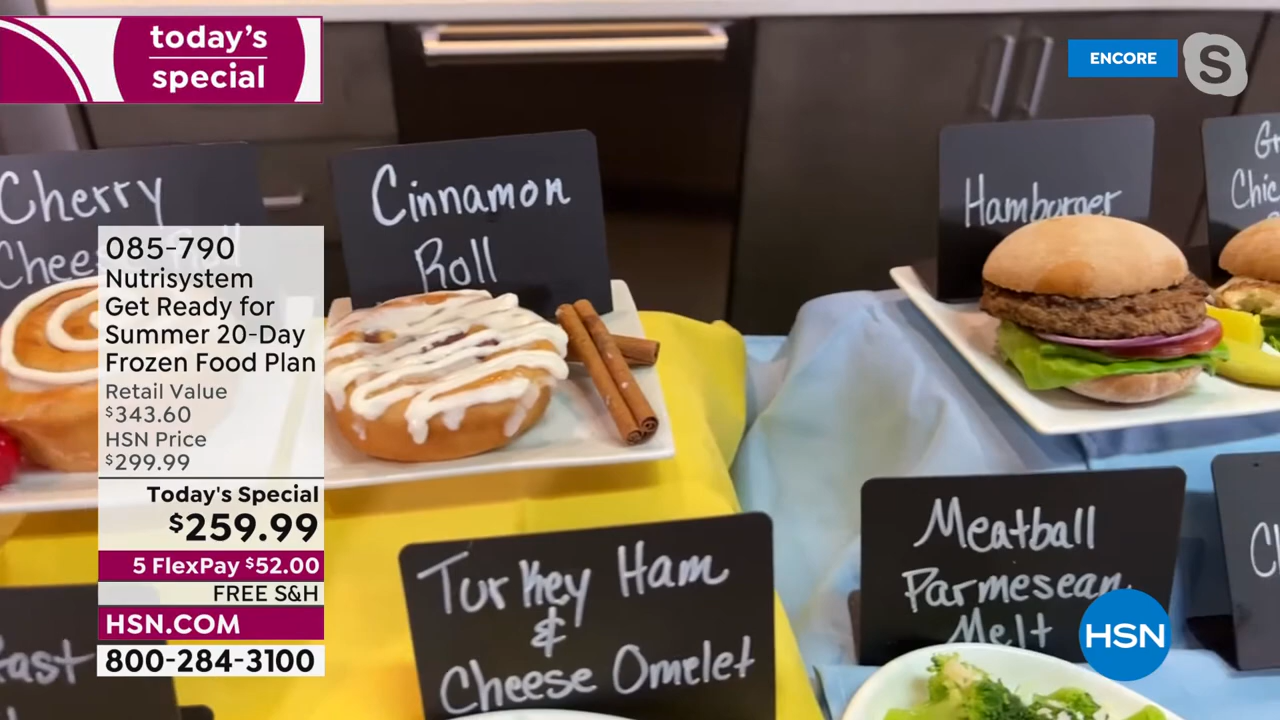 today's
special
ENCORE
S
Cherry
Cinnamon
Roll
Hamburger
085-790
Nutrisystem
Get Ready for
Summer 20-Day
Frozen Food Plan
Retail Value
$343.60
HSN Price
$299.99
Today's Special
$259.99
5 FlexPay $52.00
FREE S&H
HSN.COM
800-284-3100
Turkey Ham
&
Cheese Omelet
Meatball
Parmesean
Melt
HSN